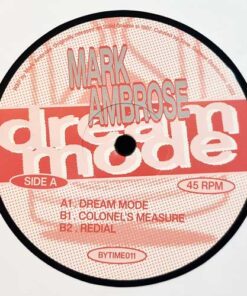 MARK
AMBROSE
dream
mode
SIDE A
45 RPM
A1. DREAM MODE
B1. COLONEL'S MEASURE
B2. REDIAL
BYTIME011